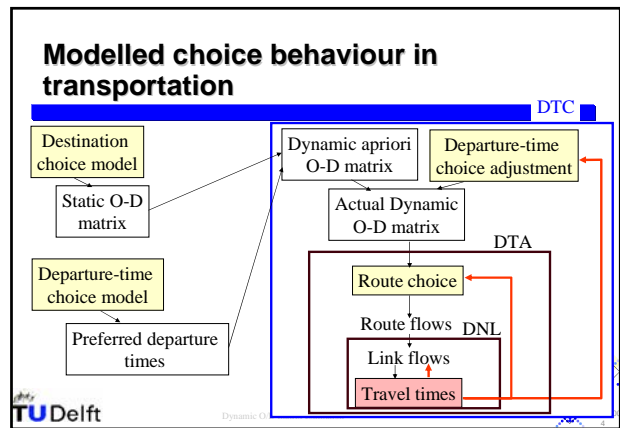 Modelled choice behaviour in
transportation
DTC
Destination
choice model
Static O-D
matrix
Departure-time
choice model
Preferred departure
times
Dynamic apriori
O-D matrix
Departure-time
choice adjustment
Actual Dynamic
O-D matrix
DTA
Route choice
Route flows
DNL
Link flows
Travel times
TU Delft
Dynamic O
4